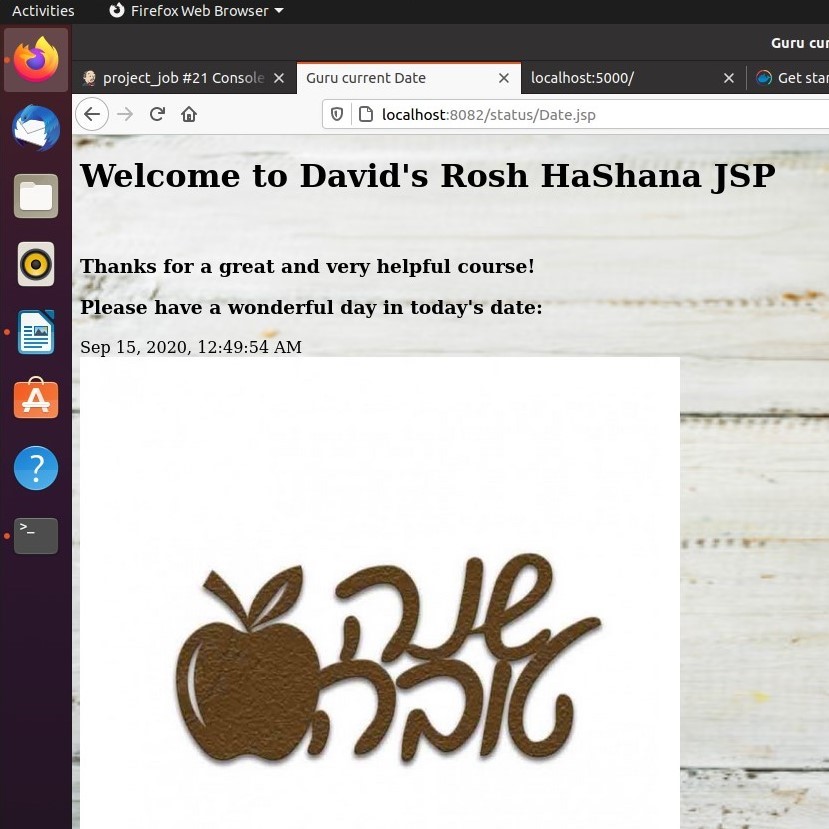 Activities
Firefox Web Browser
Guru cur
project_job #21 Console
Guru current Date
localhost:5000/
Get star
localhost:8082/status/Date.jsp
Welcome to David's Rosh HaShana JSP
Thanks for a great and very helpful course!
Please have a wonderful day in today's date:
Sep 15, 2020, 12:49:54 AM
שנה
טובה